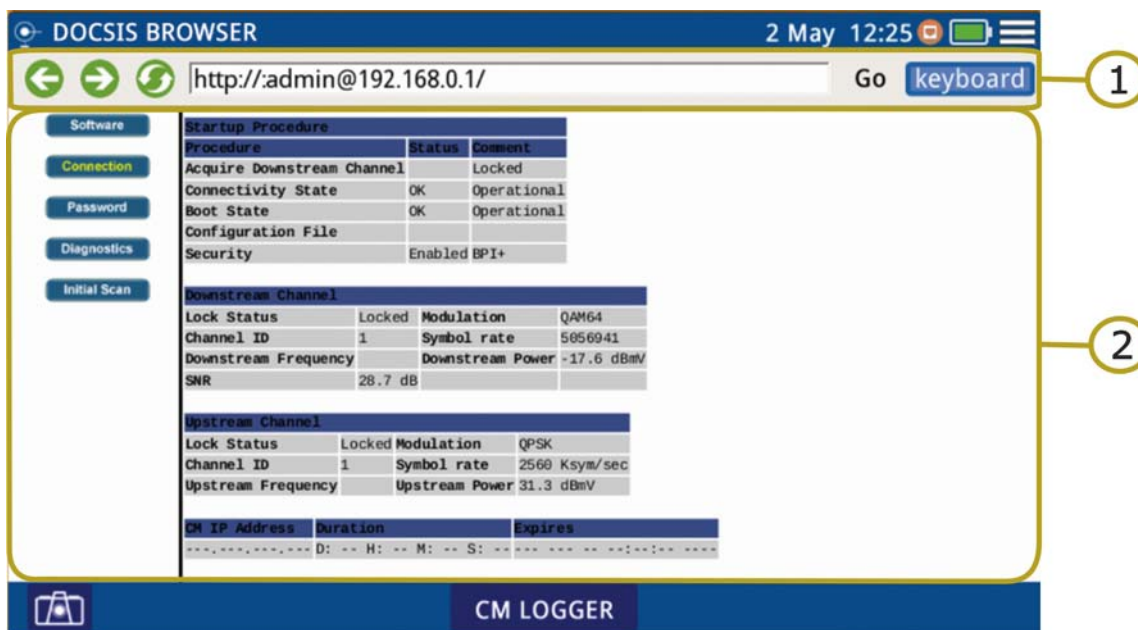 DOCSIS BROWSER 2 May 12:25
http://:admin@192.168.0.1/ Go keyboard 1
Software
Connection
Password
Diagnostics
Initial Scan
Startup Procedure
Procedure Status Comment
Acquire Downstream Channel Locked
Connectivity State OK Operational
Boot State OK Operational
Configuration File
Security Enabled BPI+
Downstream Channel
Lock Status Locked Modulation QAM64
Channel ID 1 Symbol rate 5056941
Downstream Frequency Downstream Power -17.6 dBmV
SNR 28.7 dB
2
Upstream Channel
Lock Status Locked Modulation QPSK
Channel ID 1 Symbol rate 2560 Ksym/sec
Upstream Frequency Upstream Power 31.3 dBmV
CM IP Address Duration Expires
---.---.---.--- D: -- H: -- M: -- S: -- --- --- -- --:--:-- ----
CM LOGGER